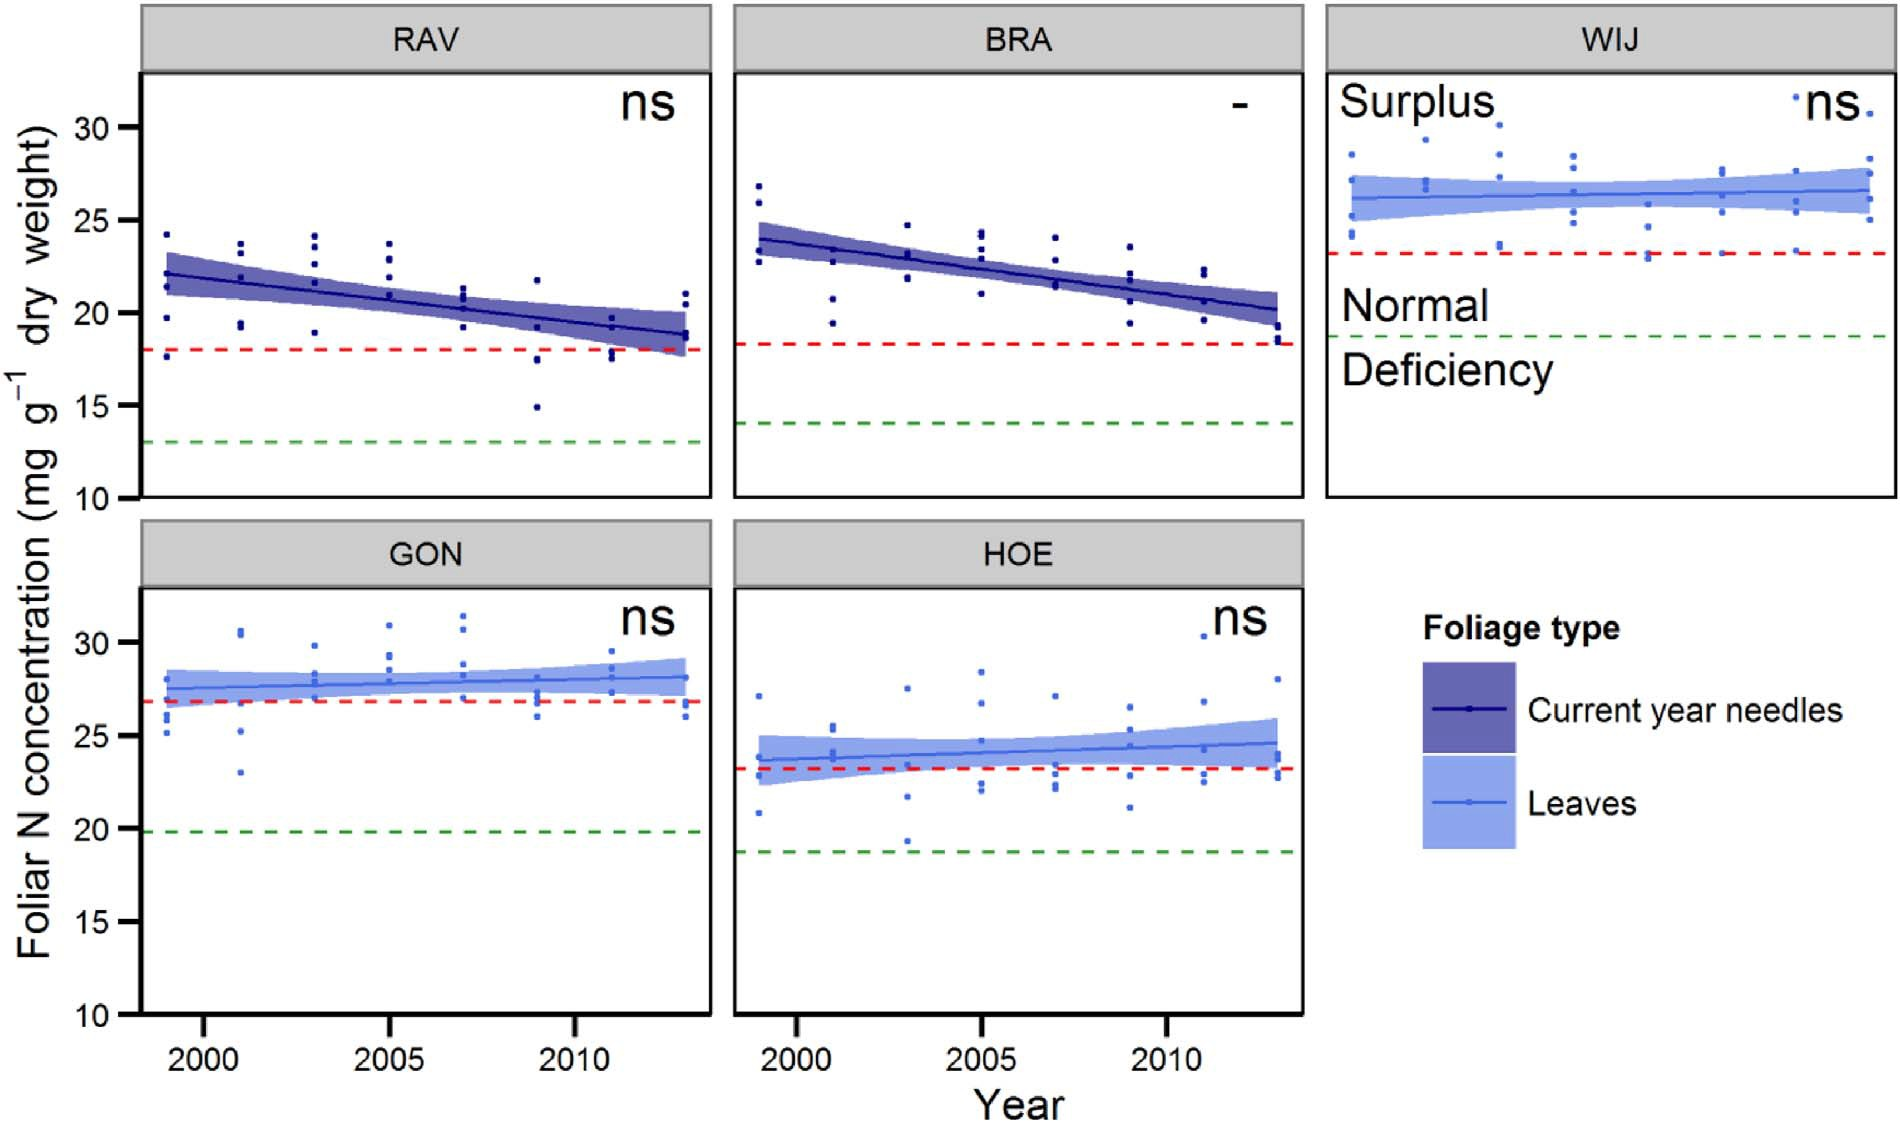 RAV
BRA
WIJ
ns
-
Surplus
ns
Normal
Deficiency
30
25
20
15
10
GON
HOE
ns
ns
30
25
20
15
10
Foliar N concentration (mg g⁻¹ dry weight)
2000
2005
2010
2000
2005
2010
Year
Foliage type
Current year needles
Leaves